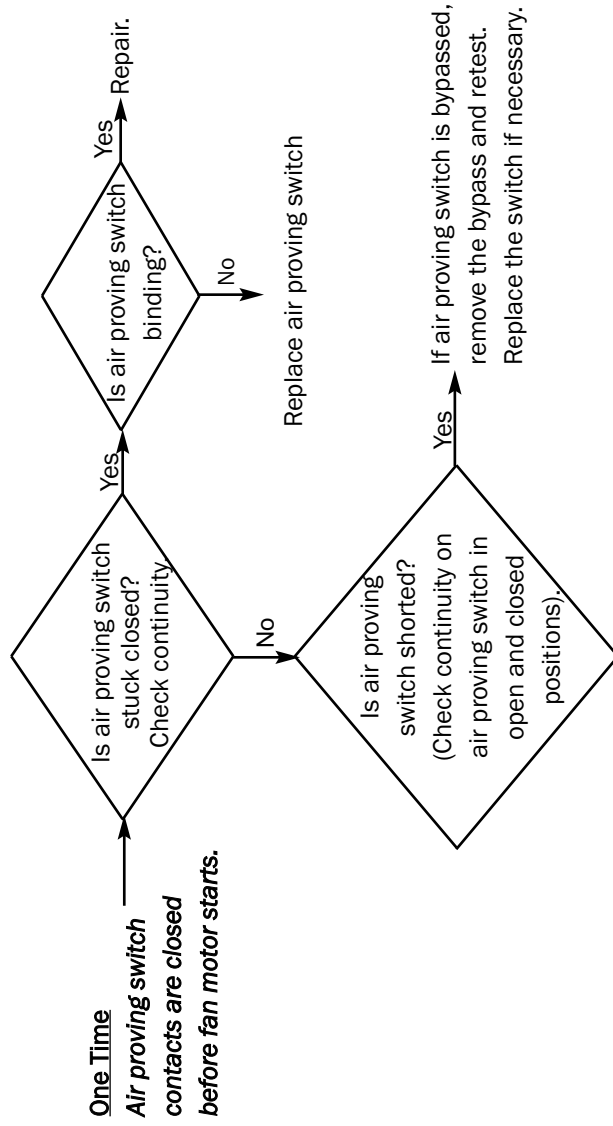 One Time
Air proving switch
contacts are closed
before fan motor starts.
Is air proving switch
stuck closed?
Check continuity.
Yes
Is air proving switch
binding?
Yes
Repair.
No
Replace air proving switch
No
Is air proving
switch shorted?
(Check continuity on
air proving switch in
open and closed
positions).
Yes
If air proving switch is bypassed,
remove the bypass and retest.
Replace the switch if necessary.